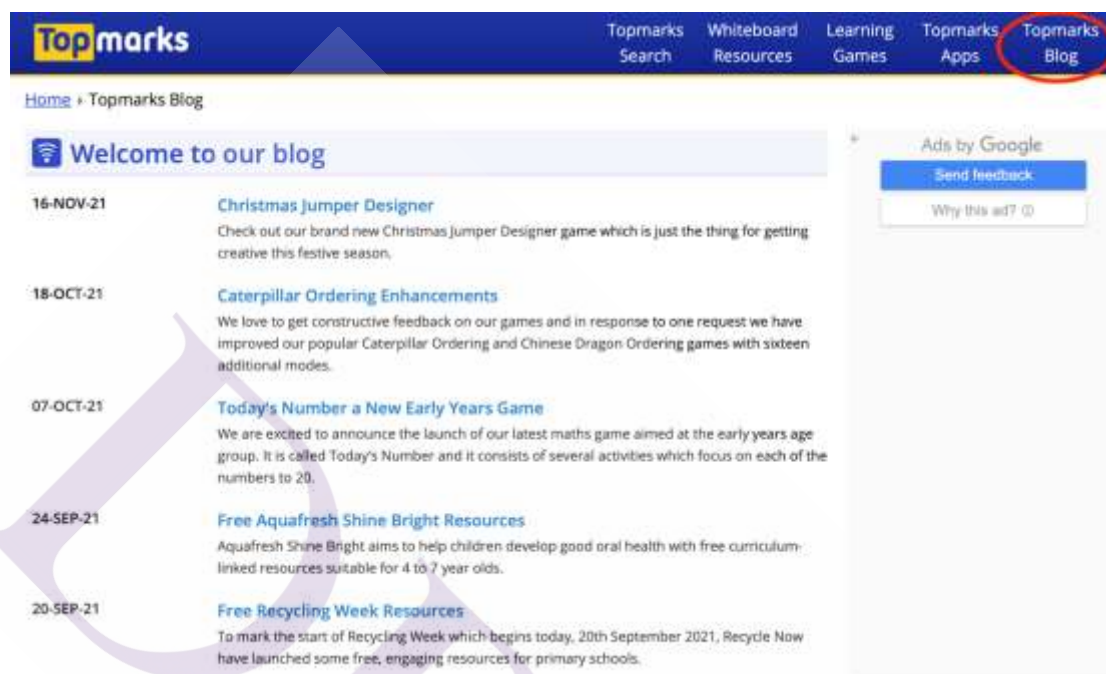 Topmarks
Topmarks Search
Whiteboard Resources
Learning Games
Topmarks Apps
Topmarks Blog
Home › Topmarks Blog
Welcome to our blog
Ads by Google
Send feedback
Why this ad?
16-NOV-21
Christmas Jumper Designer
Check out our brand new Christmas Jumper Designer game which is just the thing for getting
creative this festive season.
18-OCT-21
Caterpillar Ordering Enhancements
We love to get constructive feedback on our games and in response to one request we have
improved our popular Caterpillar Ordering and Chinese Dragon Ordering games with sixteen
additional modes.
07-OCT-21
Today's Number a New Early Years Game
We are excited to announce the launch of our latest maths game aimed at the early years age
group. It is called Today's Number and it consists of several activities which focus on each of the
numbers to 20.
24-SEP-21
Free Aquafresh Shine Bright Resources
Aquafresh Shine Bright aims to help children develop good oral health with free curriculum-
linked resources suitable for 4 to 7 year olds.
20-SEP-21
Free Recycling Week Resources
To mark the start of Recycling Week which begins today, 20th September 2021, Recycle Now
have launched some free, engaging resources for primary schools.